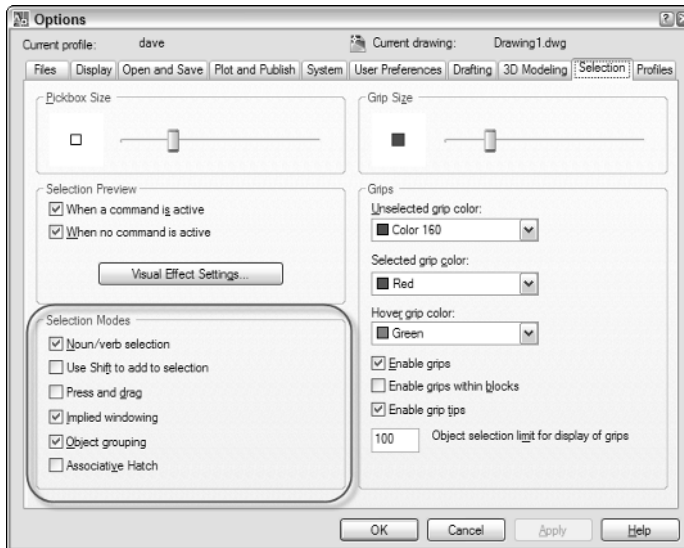 Options
Current profile: dave Current drawing: Drawing1.dwg
Files Display Open and Save Plot and Publish System User Preferences Drafting 3D Modeling Selection Profiles
Pickbox Size
Grip Size
Selection Preview
When a command is active
When no command is active
Visual Effect Settings...
Selection Modes
Noun/verb selection
Use Shift to add to selection
Press and drag
Implied windowing
Object grouping
Associative Hatch
Grips
Unselected grip color:
Color 160
Selected grip color:
Red
Hover grip color:
Green
Enable grips
Enable grips within blocks
Enable grip tips
100 Object selection limit for display of grips
OK Cancel Apply Help